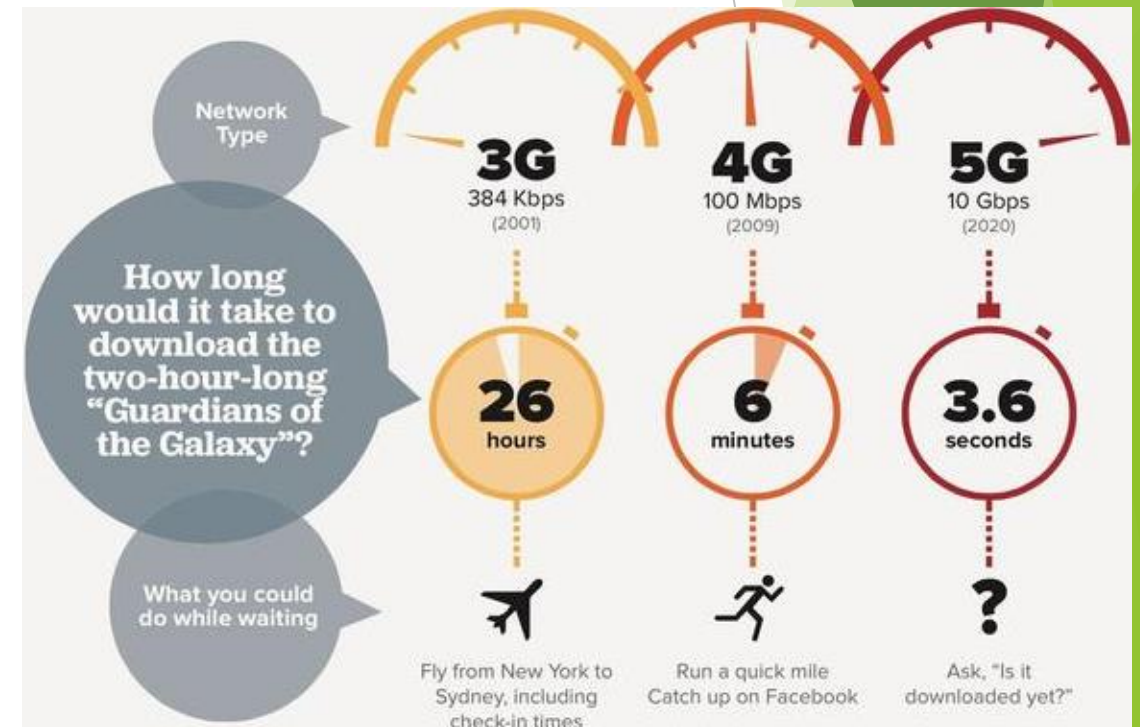 Network
Type
3G
384 Kbps
(2001)
4G
100 Mbps
(2009)
5G
10 Gbps
(2020)
How long
would it take to
download the
two-hour-long
“Guardians of
the Galaxy”?
26
hours
6
minutes
3.6
seconds
What you could
do while waiting
Fly from New York to
Sydney, including
check-in times
Run a quick mile
Catch up on Facebook
?
Ask, “Is it
downloaded yet?”